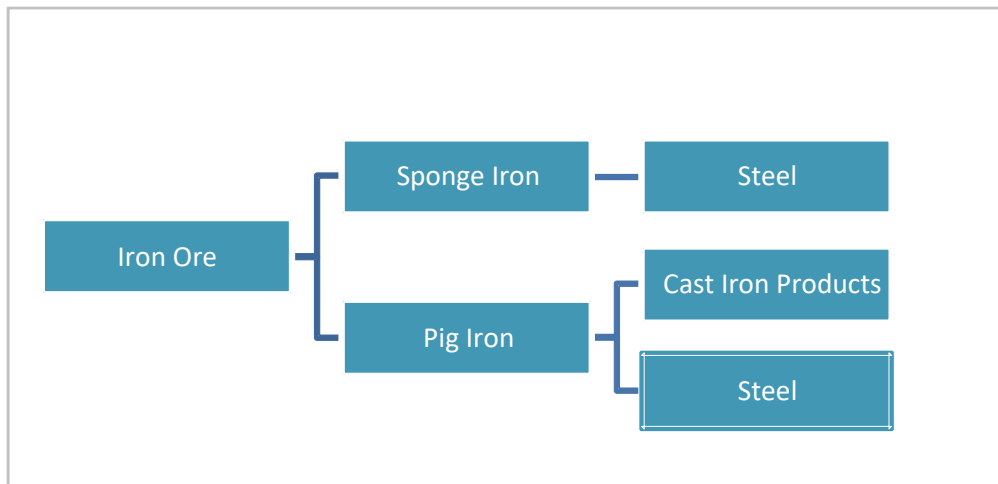 Iron Ore
Sponge Iron
Steel
Pig Iron
Cast Iron Products
Steel